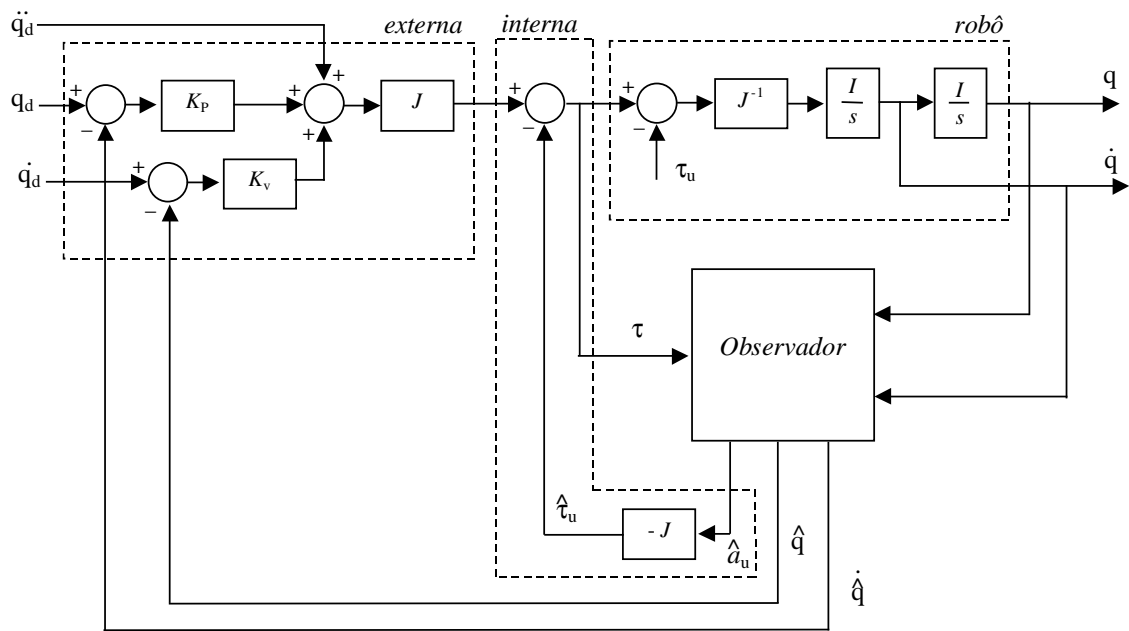 q̈d
externa
interna
robô
qd
+
−
KP
+
+
+
J
+
−
+
−
J-1
I
s
I
s
q
q̇d
+
−
Kv
τu
q̇
τ
Observador
τ̂u
- J
âu
q̂
q̂̇